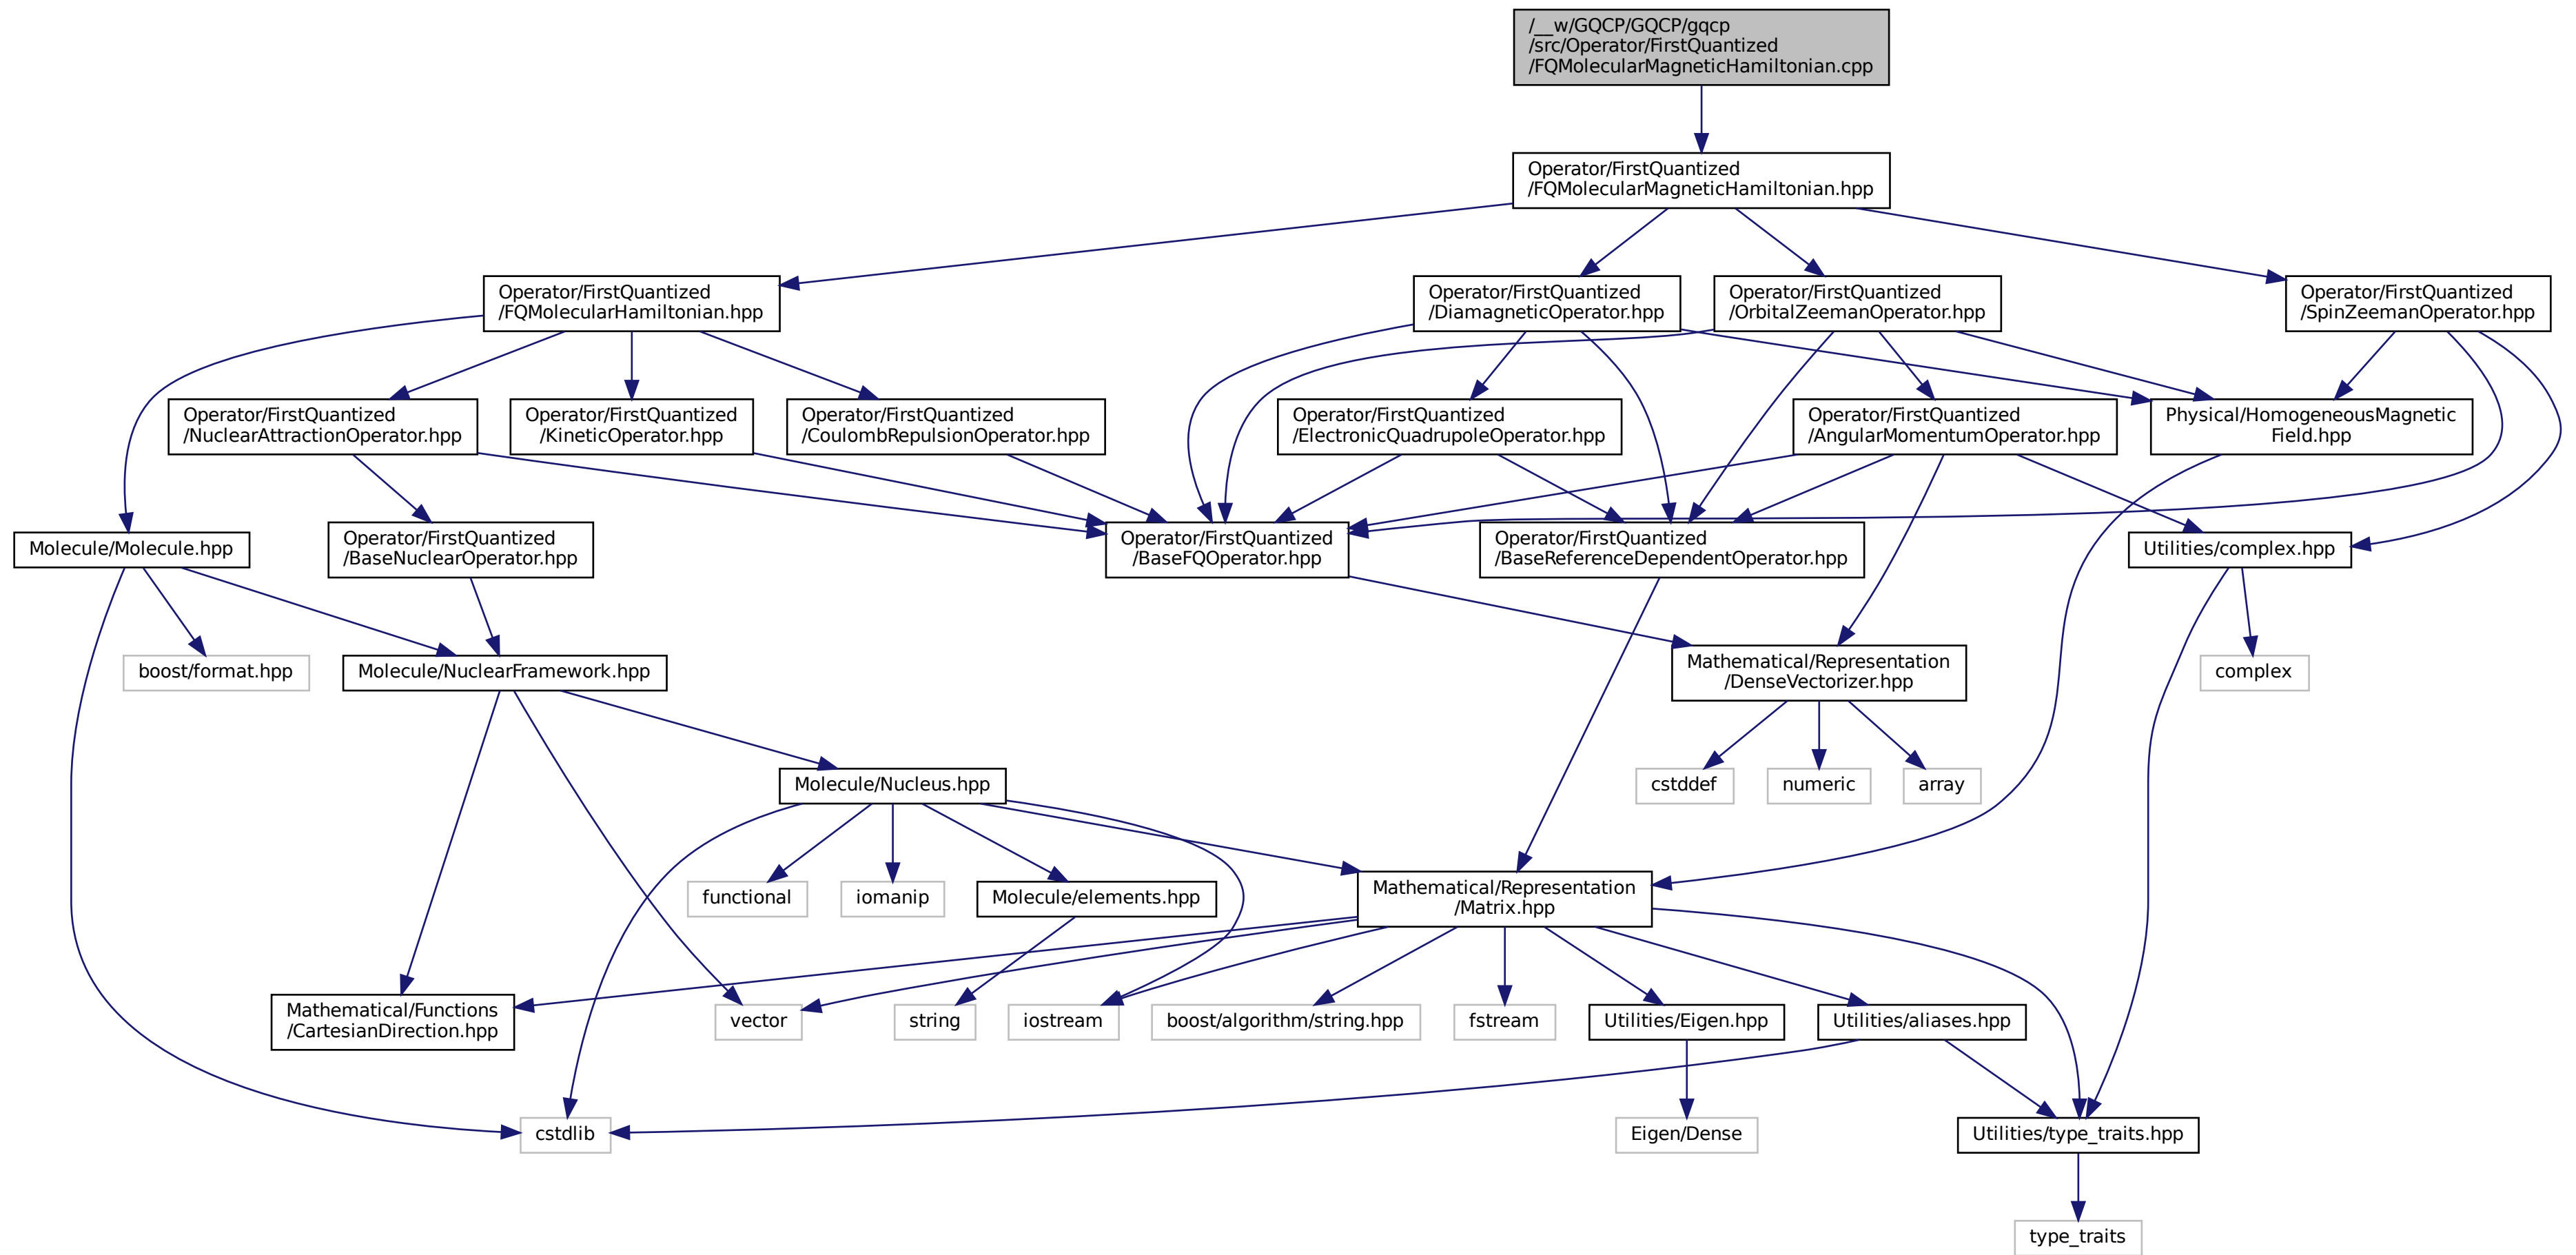 /__w/GQCP/GQCP/gqcp
/src/Operator/FirstQuantized
/FQMolecularMagneticHamiltonian.cpp
Operator/FirstQuantized
/FQMolecularMagneticHamiltonian.hpp
Operator/FirstQuantized
/FQMolecularHamiltonian.hpp
Operator/FirstQuantized
/DiamagneticOperator.hpp
Operator/FirstQuantized
/OrbitalZeemanOperator.hpp
Operator/FirstQuantized
/SpinZeemanOperator.hpp
Operator/FirstQuantized
/NuclearAttractionOperator.hpp
Operator/FirstQuantized
/KineticOperator.hpp
Operator/FirstQuantized
/CoulombRepulsionOperator.hpp
Operator/FirstQuantized
/ElectronicQuadrupoleOperator.hpp
Operator/FirstQuantized
/AngularMomentumOperator.hpp
Physical/HomogeneousMagnetic
Field.hpp
Molecule/Molecule.hpp
Operator/FirstQuantized
/BaseNuclearOperator.hpp
Operator/FirstQuantized
/BaseFQOperator.hpp
Operator/FirstQuantized
/BaseReferenceDependentOperator.hpp
Utilities/complex.hpp
boost/format.hpp
Molecule/NuclearFramework.hpp
Mathematical/Representation
/DenseVectorizer.hpp
complex
Molecule/Nucleus.hpp
cstddef
numeric
array
functional
iomanip
Molecule/elements.hpp
Mathematical/Representation
/Matrix.hpp
Mathematical/Functions
/CartesianDirection.hpp
vector
string
iostream
boost/algorithm/string.hpp
fstream
Utilities/Eigen.hpp
Utilities/aliases.hpp
cstdlib
Eigen/Dense
Utilities/type_traits.hpp
type_traits